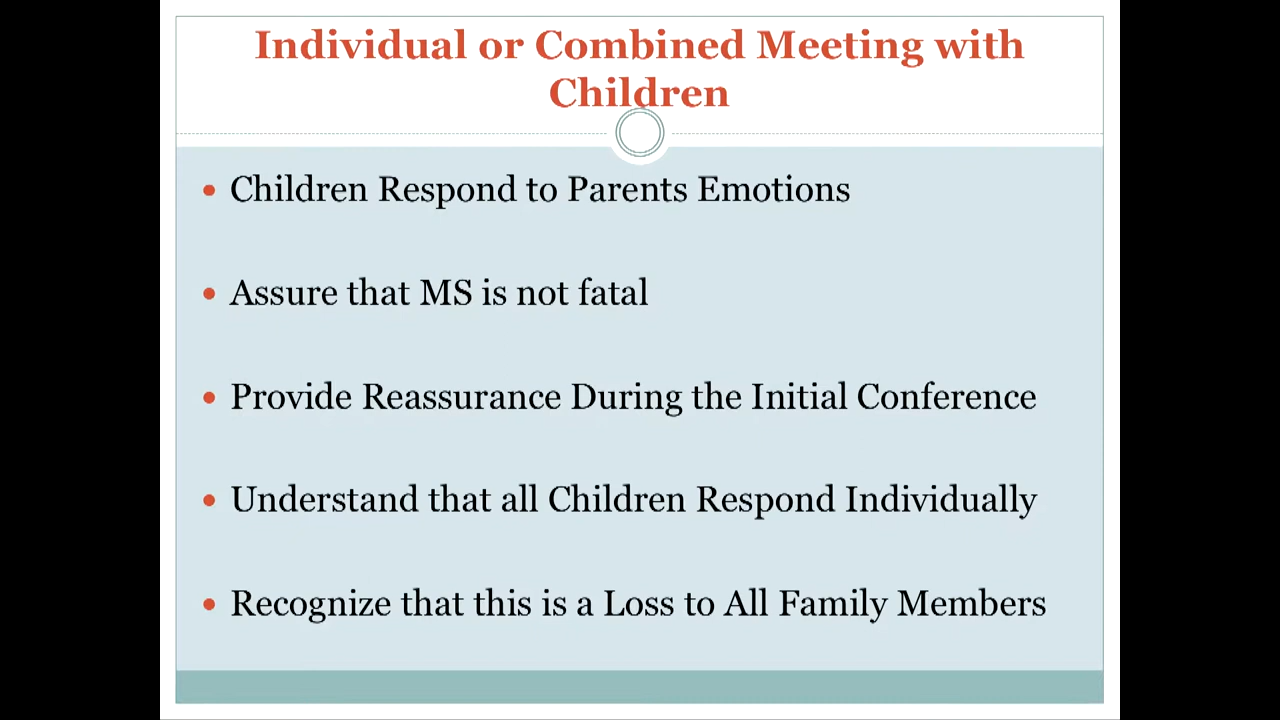 Individual or Combined Meeting with
Children
• Children Respond to Parents Emotions
• Assure that MS is not fatal
• Provide Reassurance During the Initial Conference
• Understand that all Children Respond Individually
• Recognize that this is a Loss to All Family Members